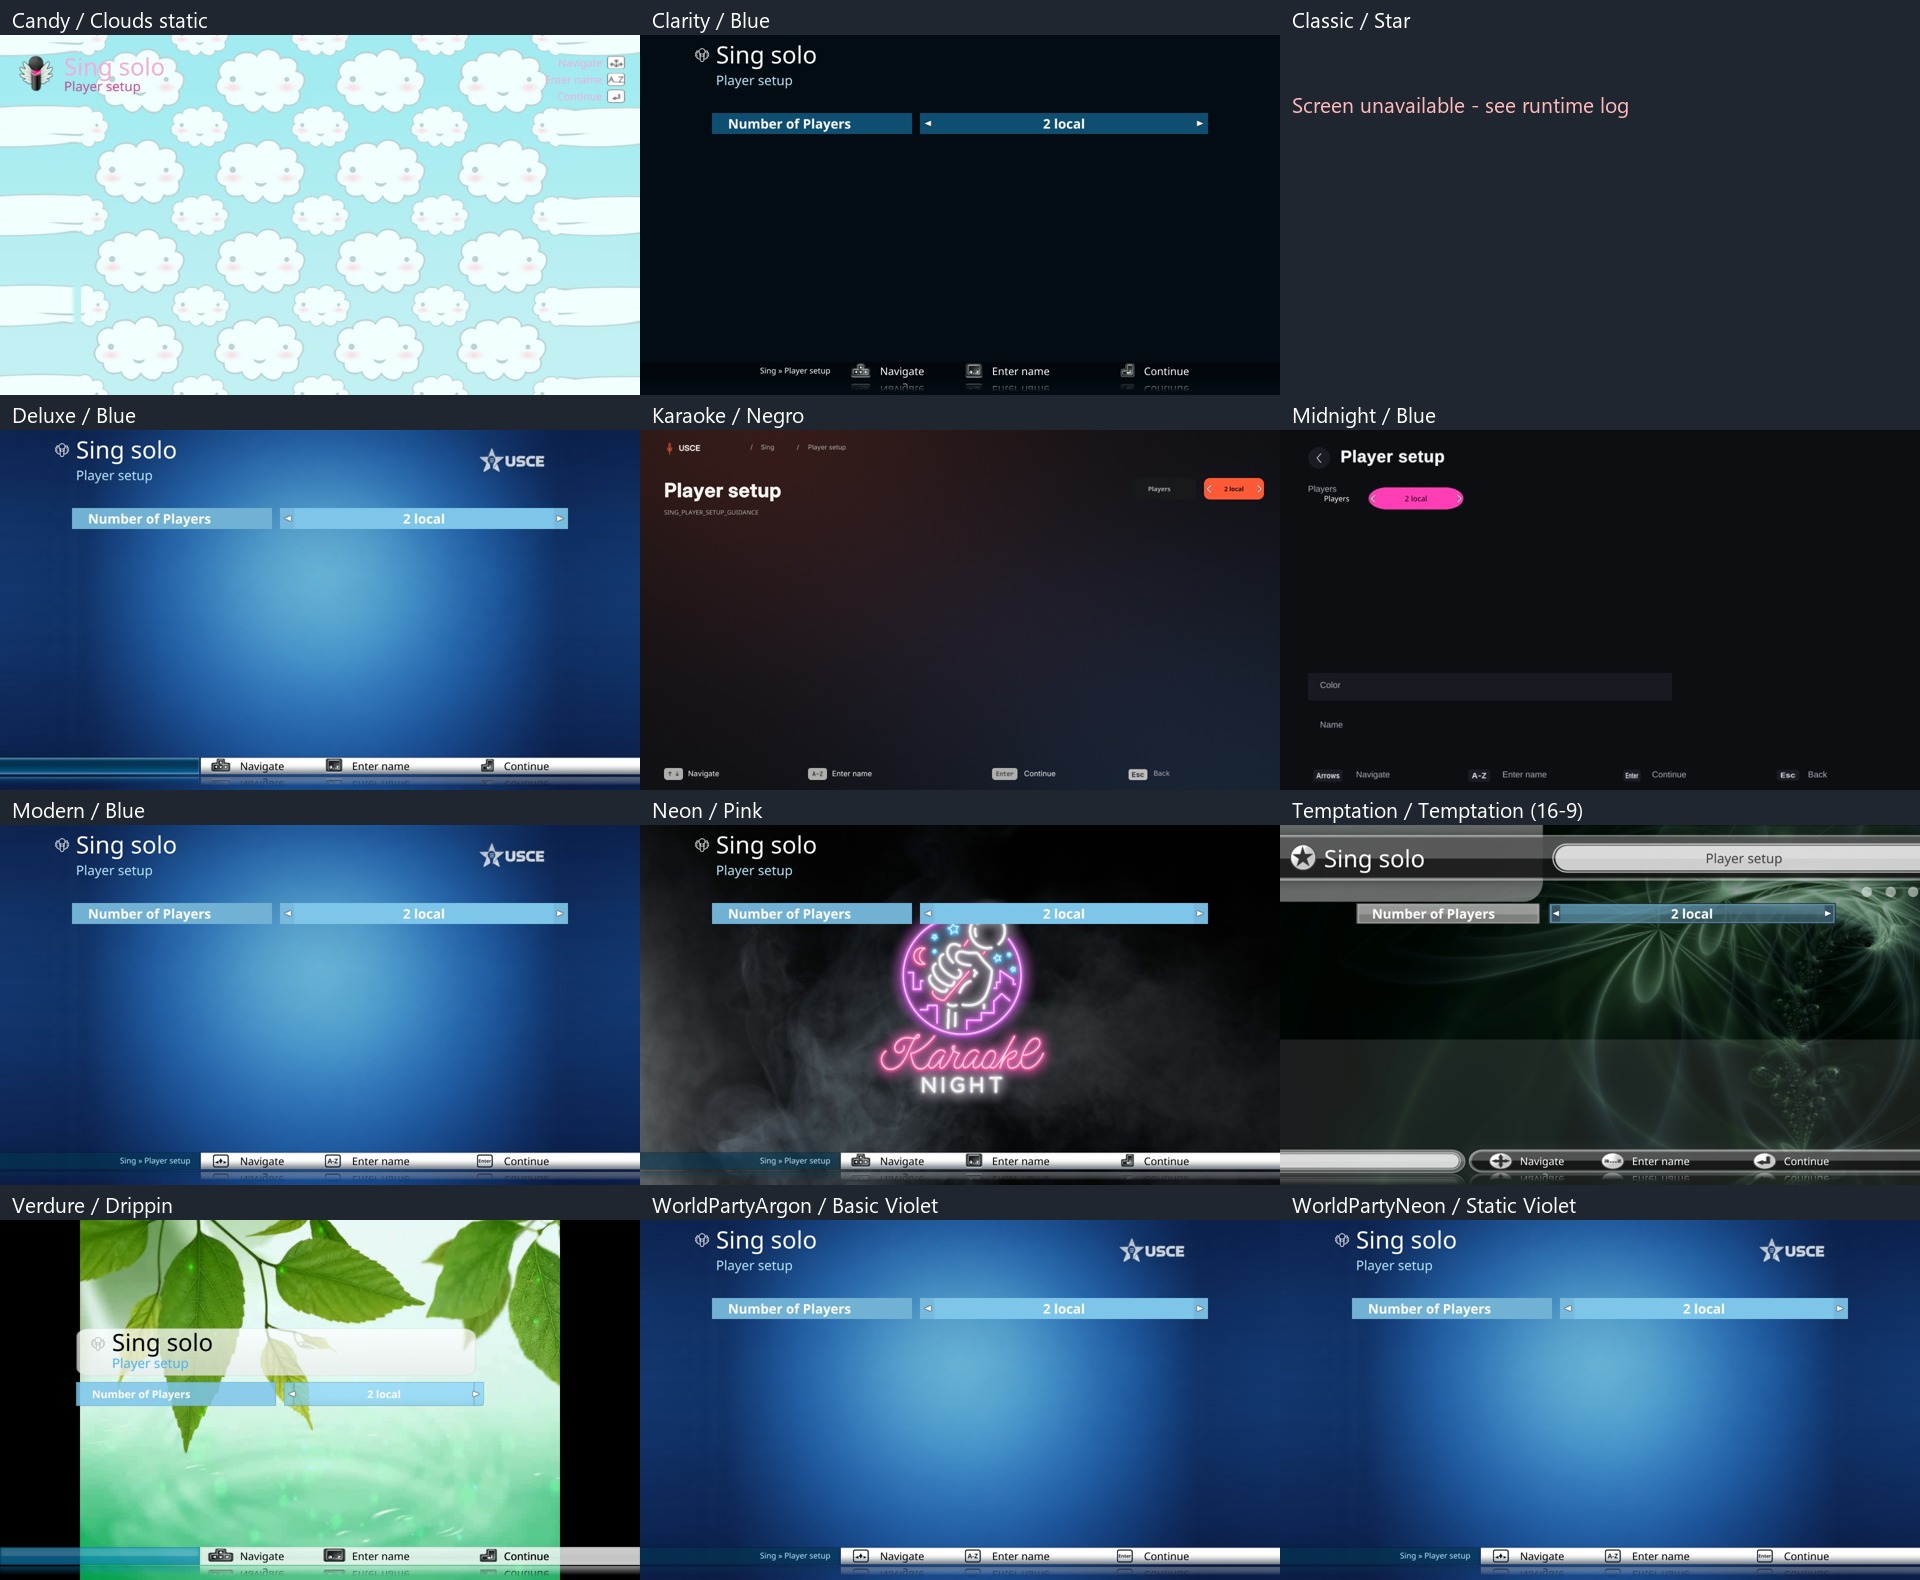 Candy / Clouds static
Sing solo
Player setup
Navigate
Enter name
A..Z
Continue
Clarity / Blue
Sing solo
Player setup
Number of Players
2 local
Sing » Player setup
Navigate
Enter name
Continue
Classic / Star
Screen unavailable - see runtime log
Deluxe / Blue
Sing solo
Player setup
USCE
Number of Players
2 local
Navigate
Enter name
Continue
Karaoke / Negro
USCE / Sing / Player setup
Player setup
Players
2 local
SING_PLAYER_SETUP_GUIDANCE
Navigate
A-Z Enter name
Enter Continue
Esc Back
Midnight / Blue
Player setup
Players
Players
2 local
Color
Name
Arrows Navigate
A-Z Enter name
Enter Continue
Esc Back
Modern / Blue
Sing solo
Player setup
USCE
Number of Players
2 local
Sing » Player setup
Navigate
A-Z Enter name
Enter Continue
Neon / Pink
Sing solo
Player setup
Number of Players
2 local
Karaoke
NIGHT
Sing » Player setup
Navigate
Enter name
Continue
Temptation / Temptation (16-9)
Sing solo
Player setup
Number of Players
2 local
Navigate
Enter name
Continue
Verdure / Drippin
Sing solo
Player setup
Number of Players
2 local
Navigate
Enter name
Continue
WorldPartyArgon / Basic Violet
Sing solo
Player setup
USCE
Number of Players
2 local
Sing » Player setup
Navigate
A-Z Enter name
Enter Continue
WorldPartyNeon / Static Violet
Sing solo
Player setup
USCE
Number of Players
2 local
Sing » Player setup
Navigate
A-Z Enter name
Enter Continue